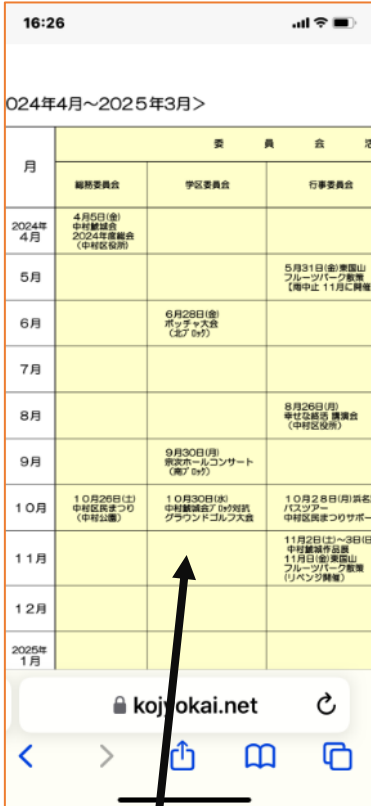 16:26
024年4月～2025年3月>
月
委員会活
総務委員会
学区委員会
行事委員会
2024年
4月
4月5日(金)
中村鯱城会
2024年度総会
(中村区役所)
5月
5月31日(金)東国山
フルーツパーク散策
【雨中止 11月に開催
6月
6月28日(金)
ボッチャ大会
(北ブロック)
7月
8月
8月26日(月)
幸せな終活 講演会
(中村区役所)
9月
9月30日(月)
宗次ホールコンサート
(南ブロック)
10月
10月26日(土)
中村区民まつり
(中村公園)
10月30日(水)
中村鯱城会ブロック対抗
グラウンドゴルフ大会
10月28日(月)浜名
バスツアー
中村区民まつりサポー
11月
11月2日(土)～3日(日
中村鯱城作品展
11月8日(金)東国山
フルーツパーク散策
(リベンジ開催)
12月
2025年
1月
kojyokai.net